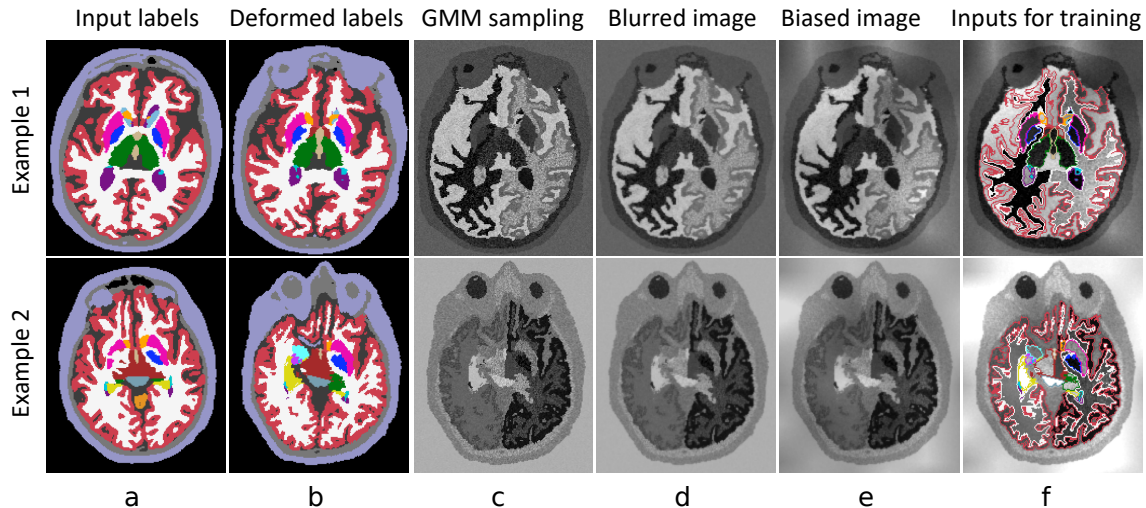 Input labels
Deformed labels
GMM sampling
Blurred image
Biased image
Inputs for training
Example 1
Example 2
a
b
c
d
e
f